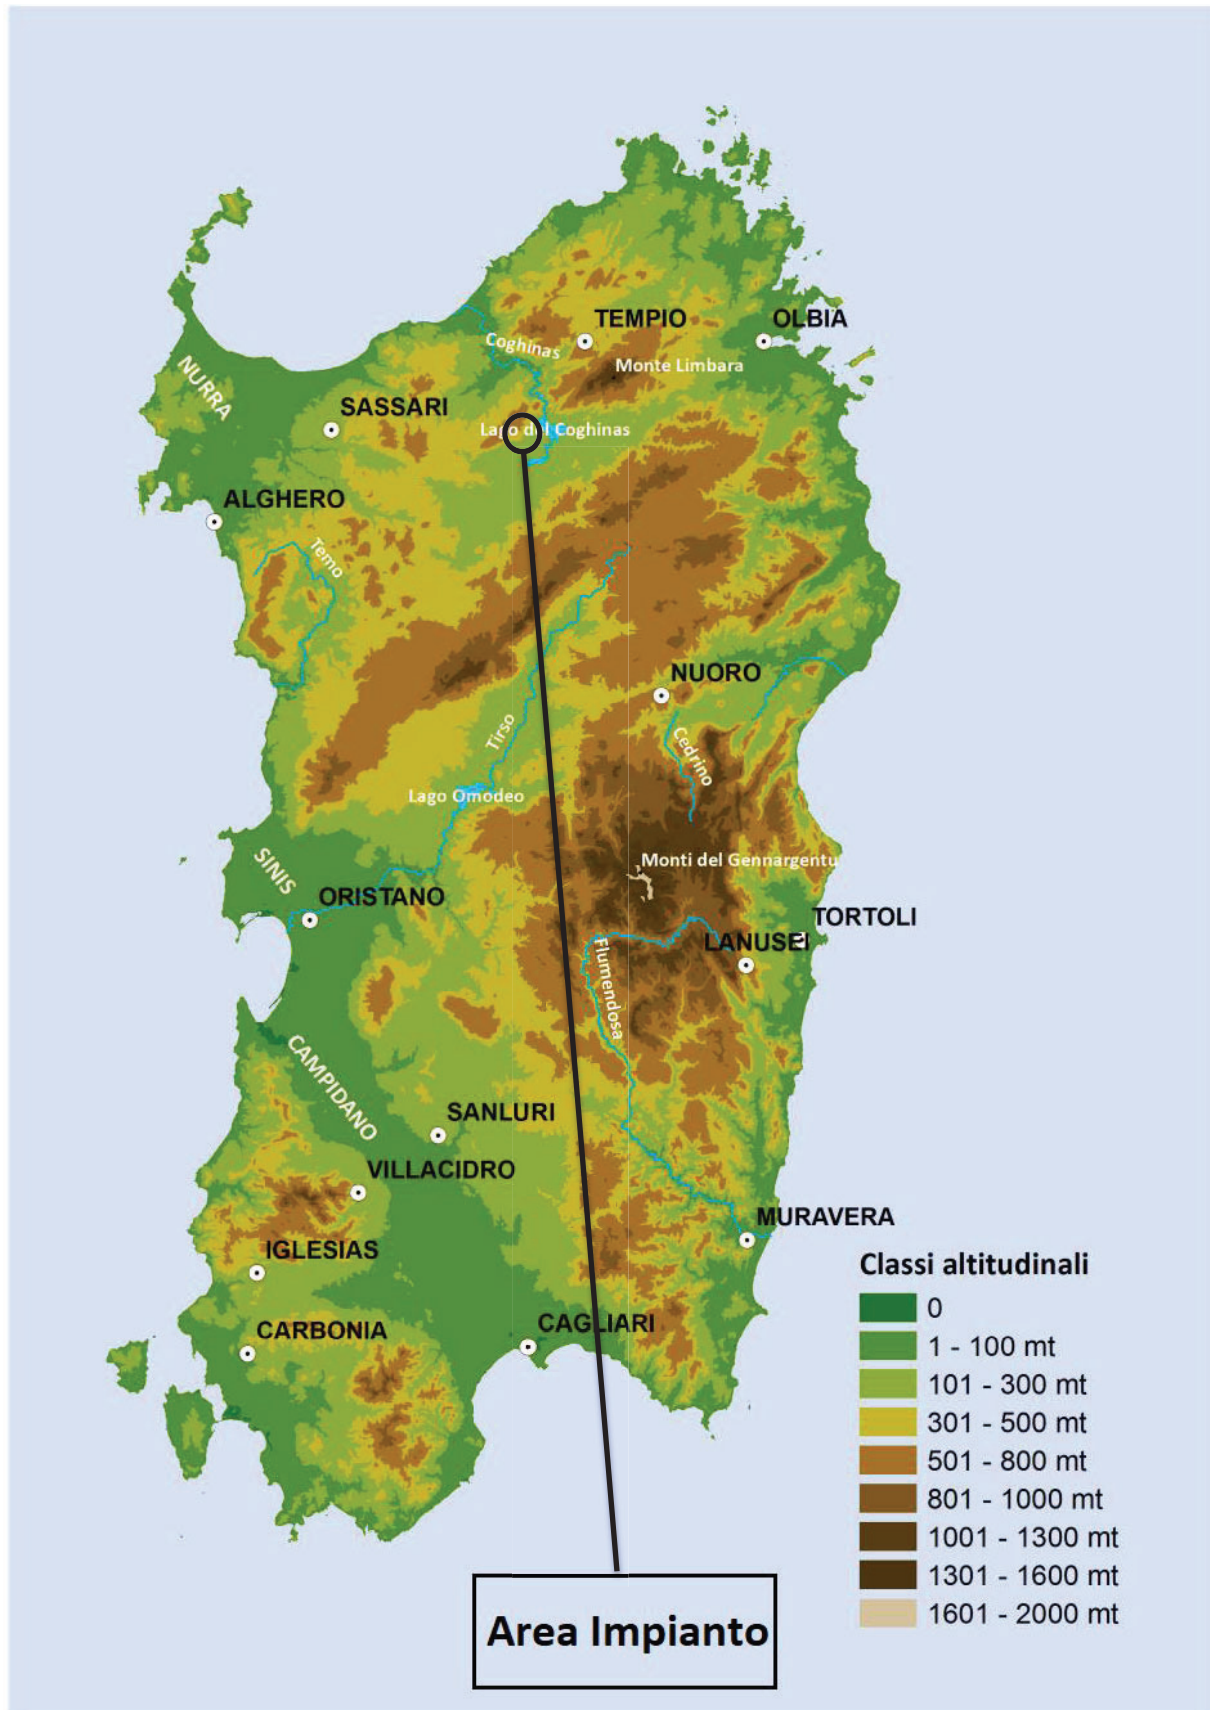 TEMPIO
OLBIA
Coghinas
Monte Limbara
NURRA
SASSARI
Lago del Coghinas
ALGHERO
Temo
NUORO
Tirso
Cedrino
Lago Omodeo
SINIS
Monti del Gennargentu
ORISTANO
TORTOLI
LANUSEI
Flumendosa
CAMPIDANO
SANLURI
VILLACIDRO
MURAVERA
IGLESIAS
CARBONIA
CAGLIARI
Classi altitudinali
0
1 - 100 mt
101 - 300 mt
301 - 500 mt
501 - 800 mt
801 - 1000 mt
1001 - 1300 mt
1301 - 1600 mt
1601 - 2000 mt
Area Impianto